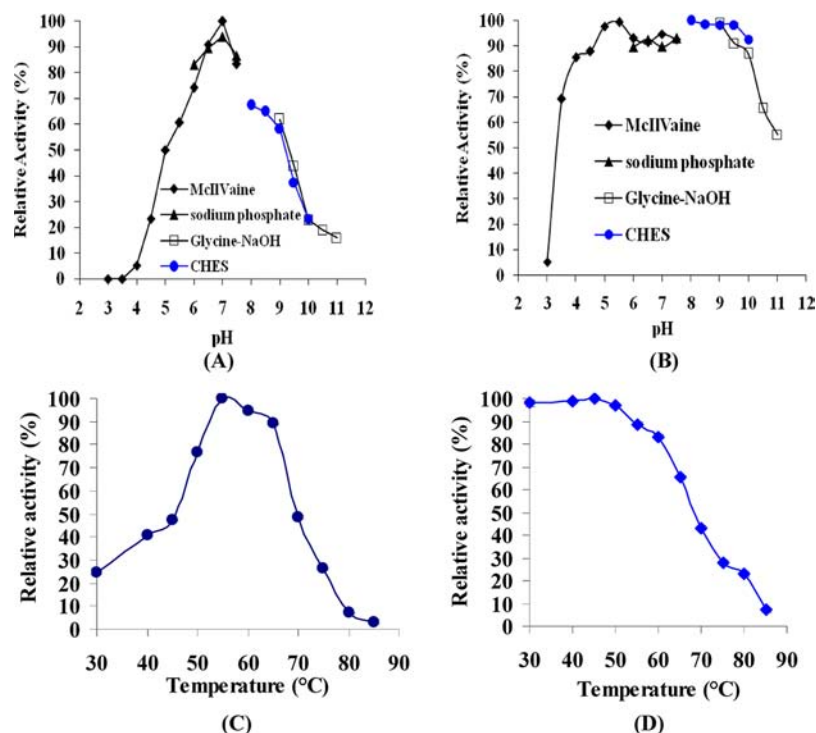 Relative Activity (%)
100
90
80
70
60
50
40
30
20
10
0
McIlVaine
sodium phosphate
Glycine-NaOH
CHES
2 3 4 5 6 7 8 9 10 11 12
pH
(A)
Relative Activity (%)
100
90
80
70
60
50
40
30
20
10
0
McIlVaine
sodium phosphate
Glycine-NaOH
CHES
2 3 4 5 6 7 8 9 10 11 12
pH
(B)
Relative activity (%)
100
90
80
70
60
50
40
30
20
10
0
30 40 50 60 70 80 90
Temperature (°C)
(C)
Relative activity (%)
100
90
80
70
60
50
40
30
20
10
0
30 40 50 60 70 80 90
Temperature (°C)
(D)